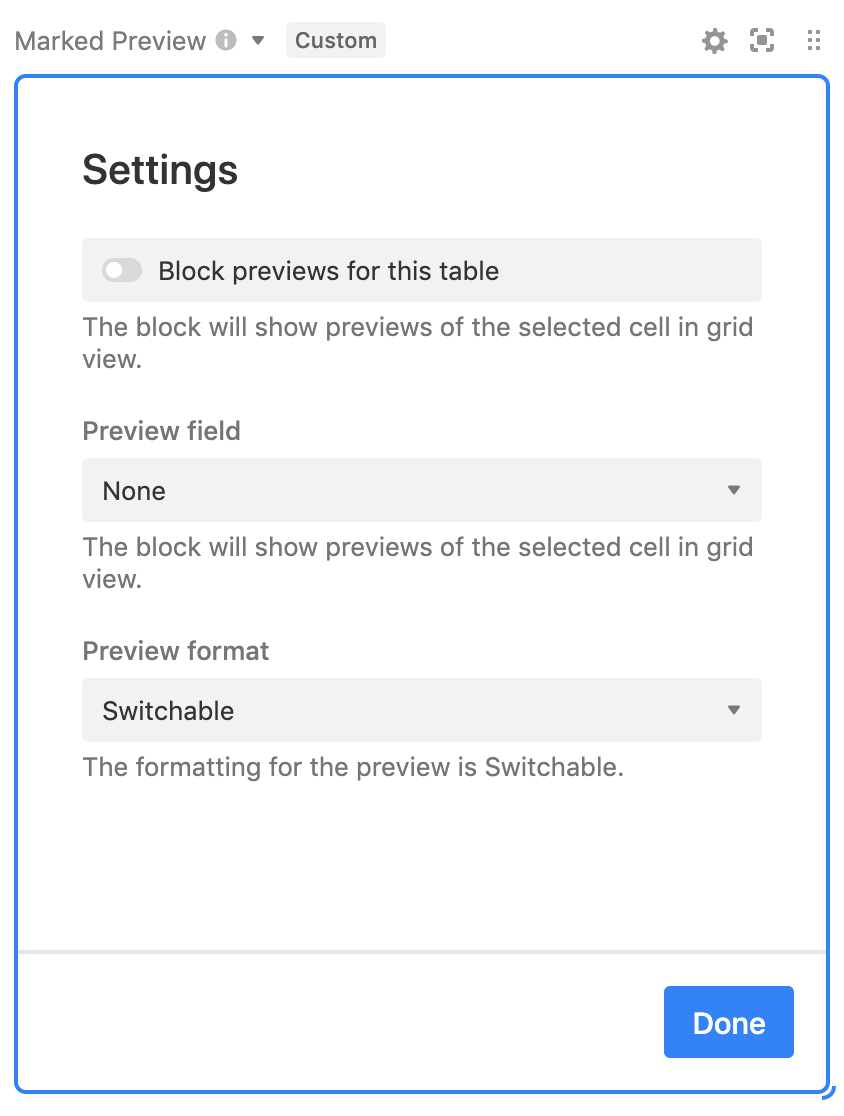 Marked Preview
Custom
Settings
Block previews for this table
The block will show previews of the selected cell in grid
view.
Preview field
None
The block will show previews of the selected cell in grid
view.
Preview format
Switchable
The formatting for the preview is Switchable.
Done